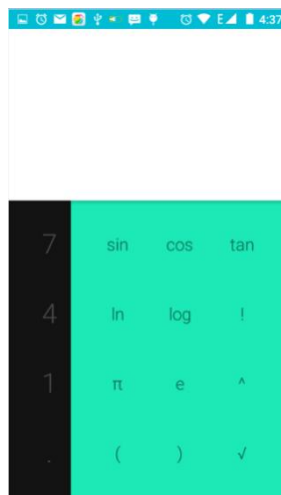 E 4:37
7 sin cos tan
4 ln log !
1 π e ^
. ( ) √